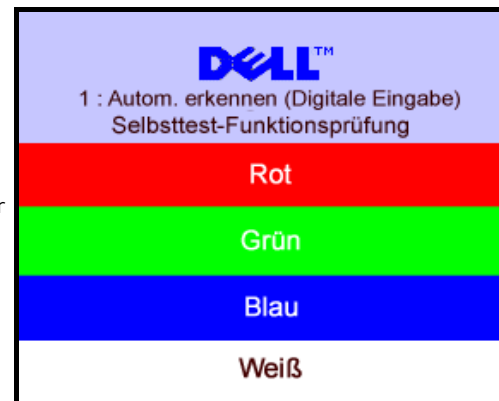 DELL™
1 : Autom. erkennen (Digitale Eingabe)
Selbsttest-Funktionsprüfung
Rot
r
Grün
Blau
Weiß